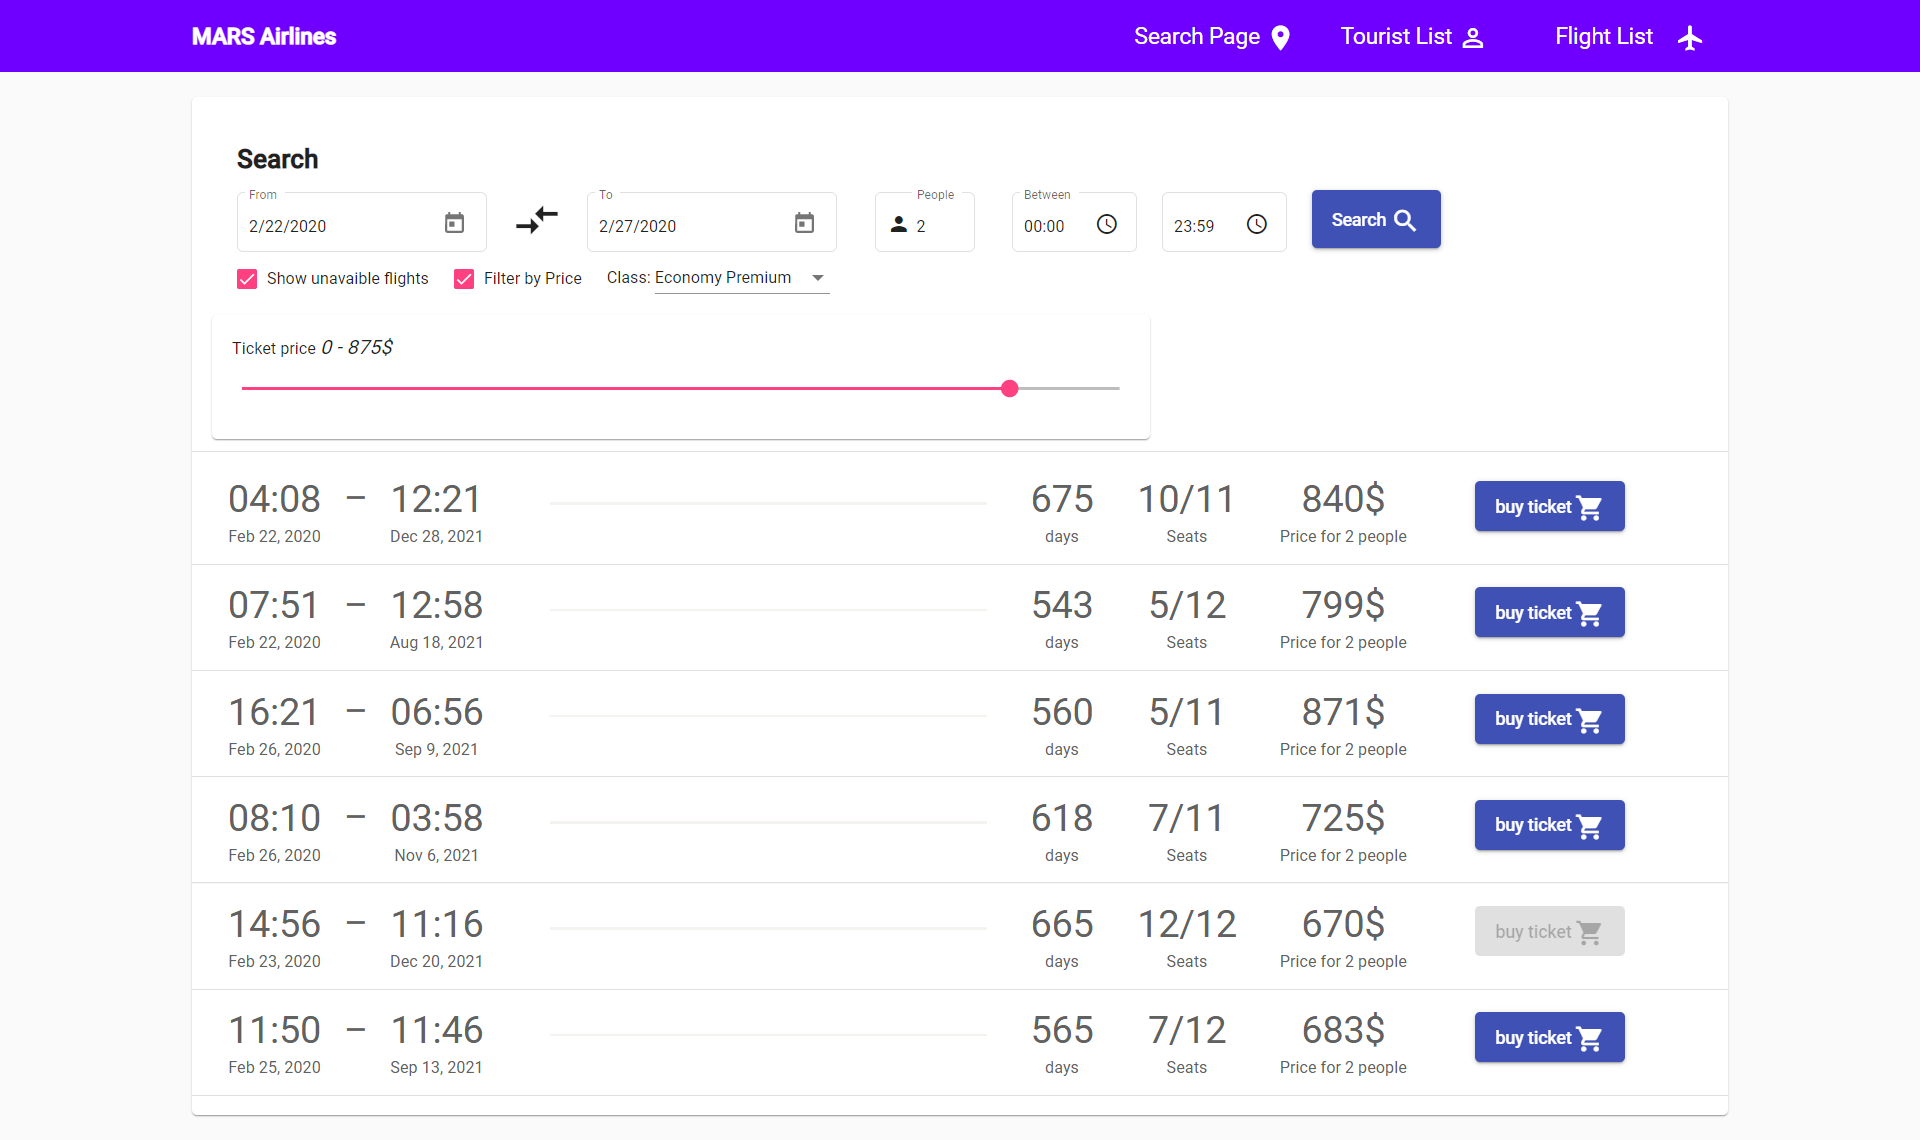 MARS Airlines Search Page Tourist List Flight List
Search
From To People Between
2/22/2020 2/27/2020 2 00:00 23:59 Search
Show unavaible flights Filter by Price Class: Economy Premium
Ticket price 0 - 875$
04:08 – 12:21 675 10/11 840$ buy ticket
Feb 22, 2020 Dec 28, 2021 days Seats Price for 2 people
07:51 – 12:58 543 5/12 799$ buy ticket
Feb 22, 2020 Aug 18, 2021 days Seats Price for 2 people
16:21 – 06:56 560 5/11 871$ buy ticket
Feb 26, 2020 Sep 9, 2021 days Seats Price for 2 people
08:10 – 03:58 618 7/11 725$ buy ticket
Feb 26, 2020 Nov 6, 2021 days Seats Price for 2 people
14:56 – 11:16 665 12/12 670$ buy ticket
Feb 23, 2020 Dec 20, 2021 days Seats Price for 2 people
11:50 – 11:46 565 7/12 683$ buy ticket
Feb 25, 2020 Sep 13, 2021 days Seats Price for 2 people